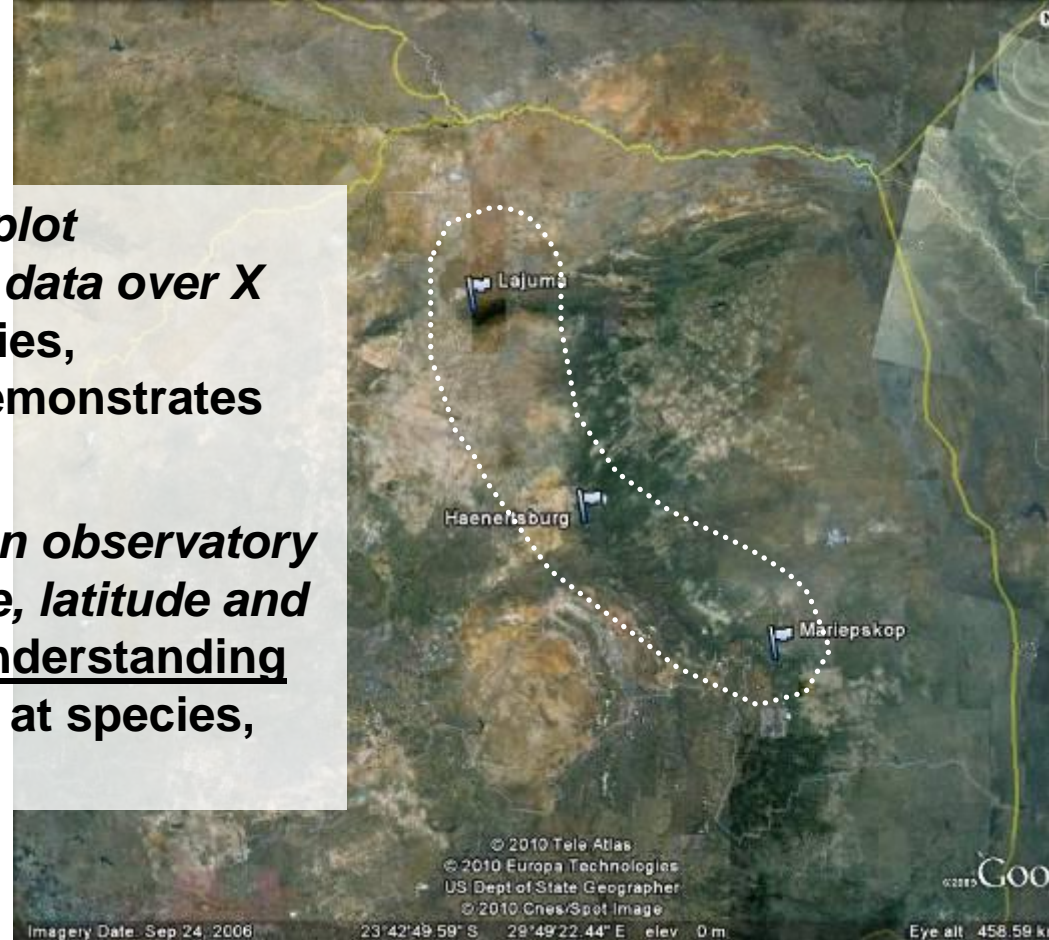 plot
data over X
ies,
emonstrates
n observatory
e, latitude and
nderstanding
at species,
Lajuma
Haenertsburg
Mariepskop
© 2010 Tele Atlas
© 2010 Europa Technologies
US Dept of State Geographer
© 2010 Cnes/Spot Image
©2009 Goo
Imagery Date: Sep 24, 2006
23°42'49.59" S 29°49'22.44" E elev 0 m
Eye alt 458.59 k